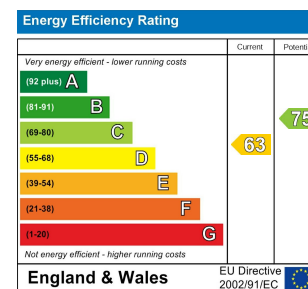 Energy Efficiency Rating
Current Potenti
Very energy efficient - lower running costs
(92 plus) A
(81-91) B
75
(69-80) C
63
(55-68) D
(39-54) E
(21-38) F
(1-20) G
Not energy efficient - higher running costs
England & Wales
EU Directive
2002/91/EC